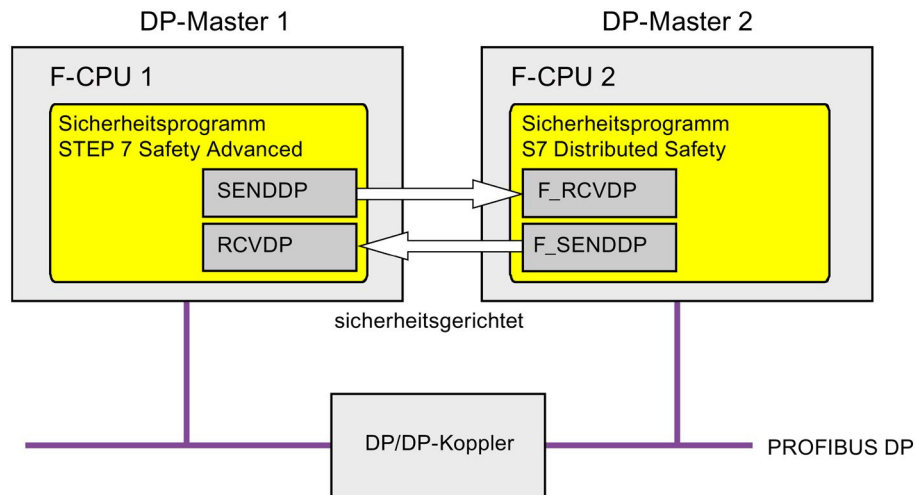 DP-Master 1
DP-Master 2
F-CPU 1
F-CPU 2
Sicherheitsprogramm
STEP 7 Safety Advanced
Sicherheitsprogramm
S7 Distributed Safety
SENDDP
F_RCVDP
RCVDP
F_SENDDP
sicherheitsgerichtet
DP/DP-Koppler
PROFIBUS DP